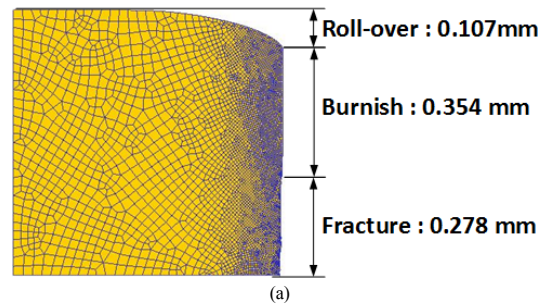 Roll-over : 0.107mm
Burnish : 0.354 mm
Fracture : 0.278 mm
(a)